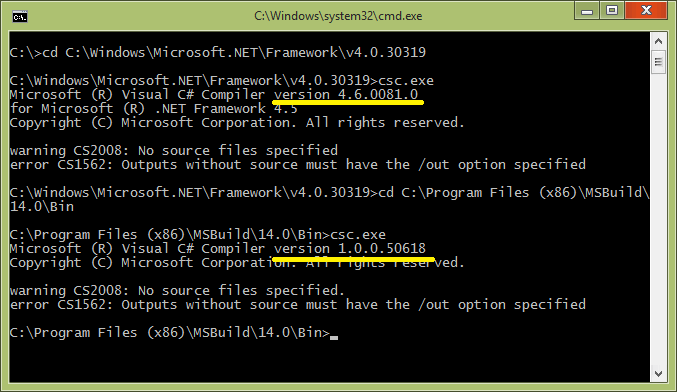 C:\Windows\system32\cmd.exe
C:\>cd C:\Windows\Microsoft.NET\Framework\v4.0.30319
C:\Windows\Microsoft.NET\Framework\v4.0.30319>csc.exe
Microsoft (R) Visual C# Compiler version 4.6.0081.0
for Microsoft (R) .NET Framework 4.5
Copyright (C) Microsoft Corporation. All rights reserved.
warning CS2008: No source files specified
error CS1562: Outputs without source must have the /out option specified
C:\Windows\Microsoft.NET\Framework\v4.0.30319>cd C:\Program Files (x86)\MSBuild\
14.0\Bin
C:\Program Files (x86)\MSBuild\14.0\Bin>csc.exe
Microsoft (R) Visual C# Compiler version 1.0.0.50618
Copyright (C) Microsoft Corporation. All rights reserved.
warning CS2008: No source files specified.
error CS1562: Outputs without source must have the /out option specified
C:\Program Files (x86)\MSBuild\14.0\Bin>_